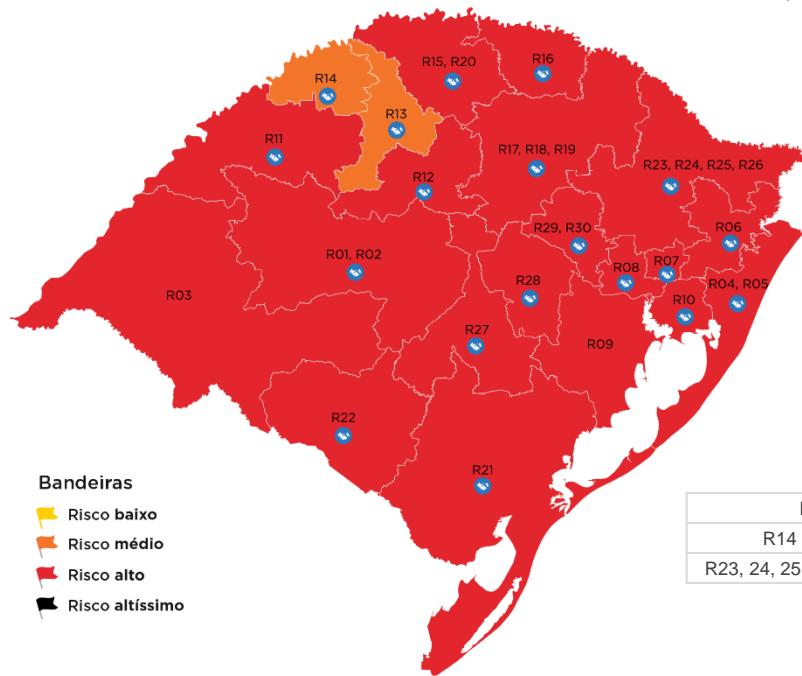 R16
R15, R20
R14
R13
R11
R17, R18, R19
R23, R24, R25, R26
R12
R29, R30
R06
R01, R02
R08
R07
R04, R05
R03
R28
R10
R27
R09
R22
R21
Bandeiras
Risco baixo
Risco médio
Risco alto
Risco altíssimo
R14
R23, 24, 25